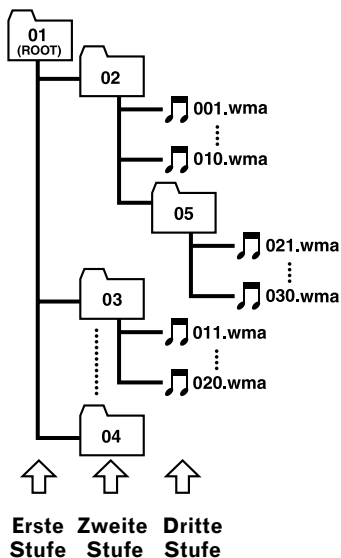 01
(ROOT)
02
001.wma
010.wma
05
021.wma
030.wma
03
011.wma
020.wma
04
Erste Zweite Dritte
Stufe Stufe Stufe